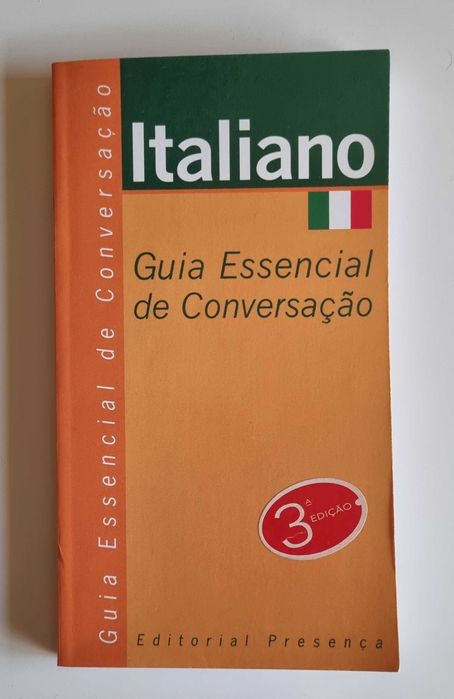 Guia Essencial de Conversação
Italiano
Guia Essencial
de Conversação
3ª EDIÇÃO
Editorial Presença